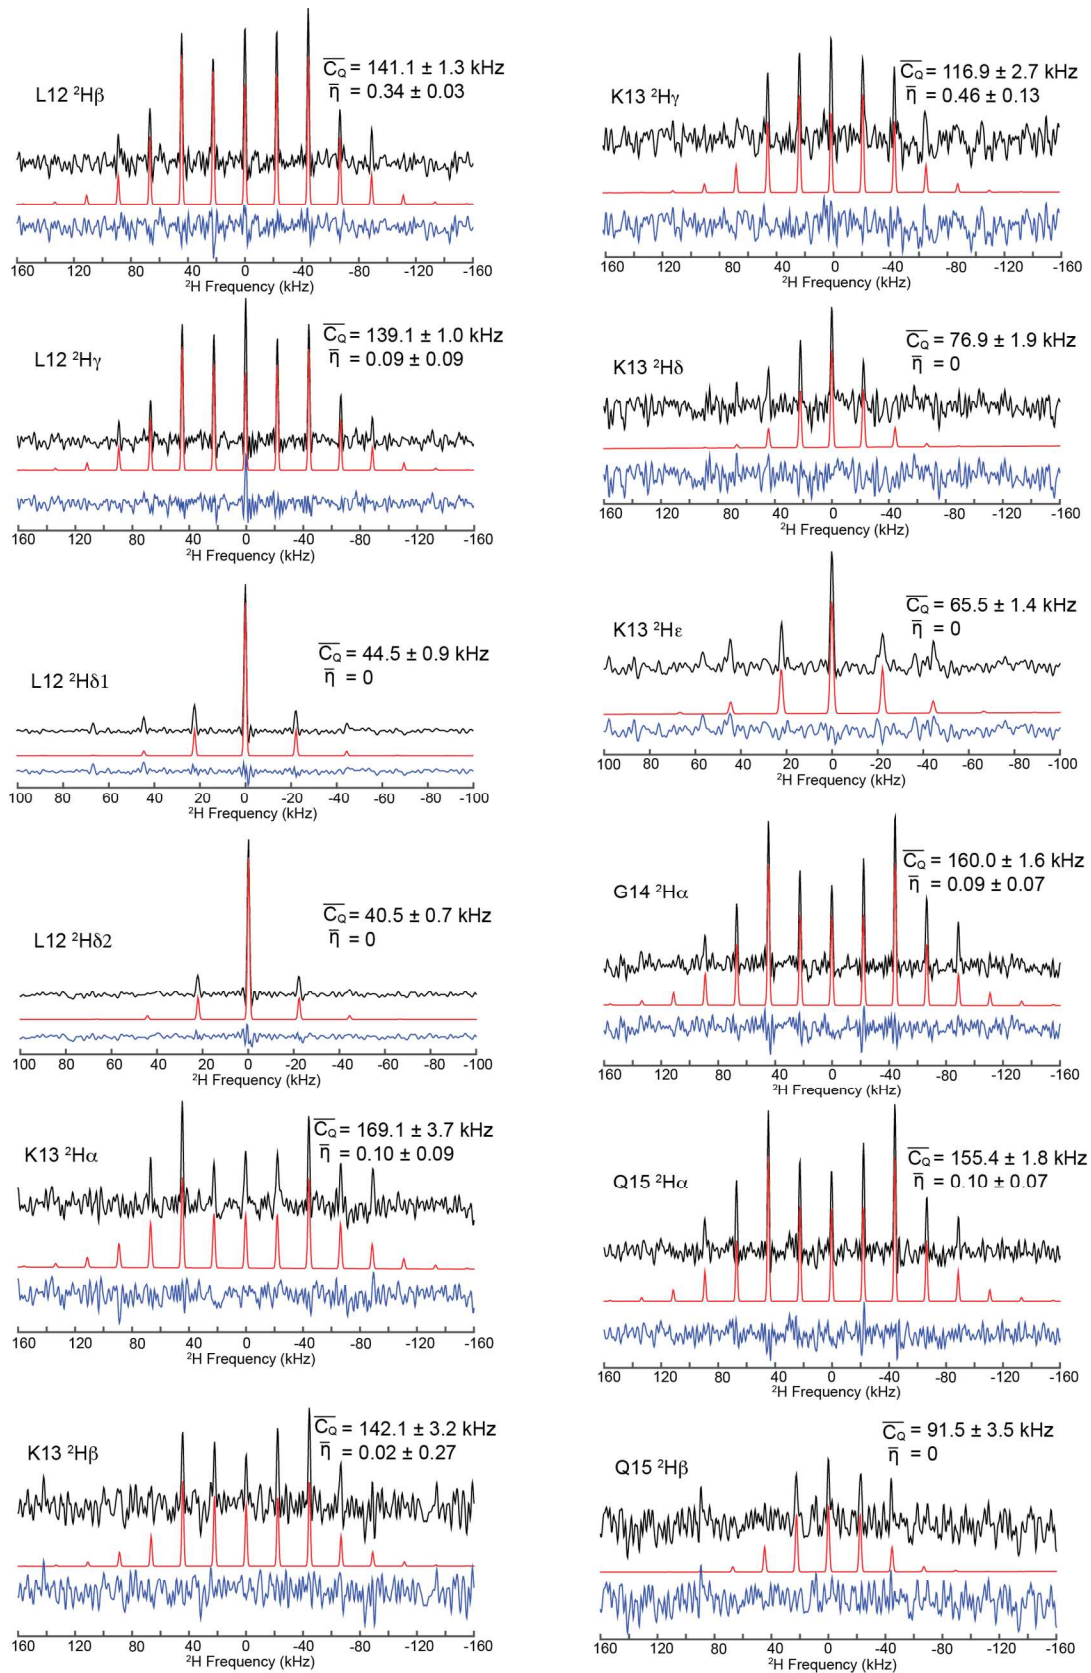 L12 ²Hβ
C̅Q̅ = 141.1 ± 1.3 kHz
η̅ = 0.34 ± 0.03
160 120 80 40 0 -40 -80 -120 -160
²H Frequency (kHz)
L12 ²Hγ
C̅Q̅ = 139.1 ± 1.0 kHz
η̅ = 0.09 ± 0.09
160 120 80 40 0 -40 -80 -120 -160
²H Frequency (kHz)
L12 ²Hδ1
C̅Q̅ = 44.5 ± 0.9 kHz
η̅ = 0
100 80 60 40 20 0 -20 -40 -60 -80 -100
²H Frequency (kHz)
L12 ²Hδ2
C̅Q̅ = 40.5 ± 0.7 kHz
η̅ = 0
100 80 60 40 20 0 -20 -40 -60 -80 -100
²H Frequency (kHz)
K13 ²Hα
C̅Q̅ = 169.1 ± 3.7 kHz
η̅ = 0.10 ± 0.09
160 120 80 40 0 -40 -80 -120 -160
²H Frequency (kHz)
K13 ²Hβ
C̅Q̅ = 142.1 ± 3.2 kHz
η̅ = 0.02 ± 0.27
160 120 80 40 0 -40 -80 -120 -160
²H Frequency (kHz)
K13 ²Hγ
C̅Q̅ = 116.9 ± 2.7 kHz
η̅ = 0.46 ± 0.13
160 120 80 40 0 -40 -80 -120 -160
²H Frequency (kHz)
K13 ²Hδ
C̅Q̅ = 76.9 ± 1.9 kHz
η̅ = 0
160 120 80 40 0 -40 -80 -120 -160
²H Frequency (kHz)
K13 ²Hε
C̅Q̅ = 65.5 ± 1.4 kHz
η̅ = 0
100 80 60 40 20 0 -20 -40 -60 -80 -100
²H Frequency (kHz)
G14 ²Hα
C̅Q̅ = 160.0 ± 1.6 kHz
η̅ = 0.09 ± 0.07
160 120 80 40 0 -40 -80 -120 -160
²H Frequency (kHz)
Q15 ²Hα
C̅Q̅ = 155.4 ± 1.8 kHz
η̅ = 0.10 ± 0.07
160 120 80 40 0 -40 -80 -120 -160
²H Frequency (kHz)
Q15 ²Hβ
C̅Q̅ = 91.5 ± 3.5 kHz
η̅ = 0
160 120 80 40 0 -40 -80 -120 -160
²H Frequency (kHz)